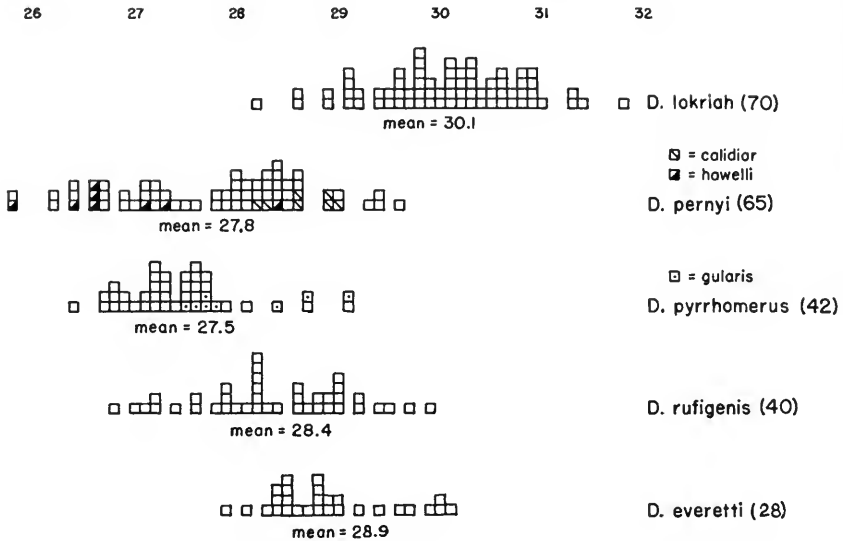 26 27 28 29 30 31 32
D. lokriah (70)
mean = 30.1
= calidior
= howelli
D. pernyi (65)
mean = 27.8
= gularis
D. pyrrhomerus (42)
mean = 27.5
D. rufigenis (40)
mean = 28.4
D. everetti (28)
mean = 28.9